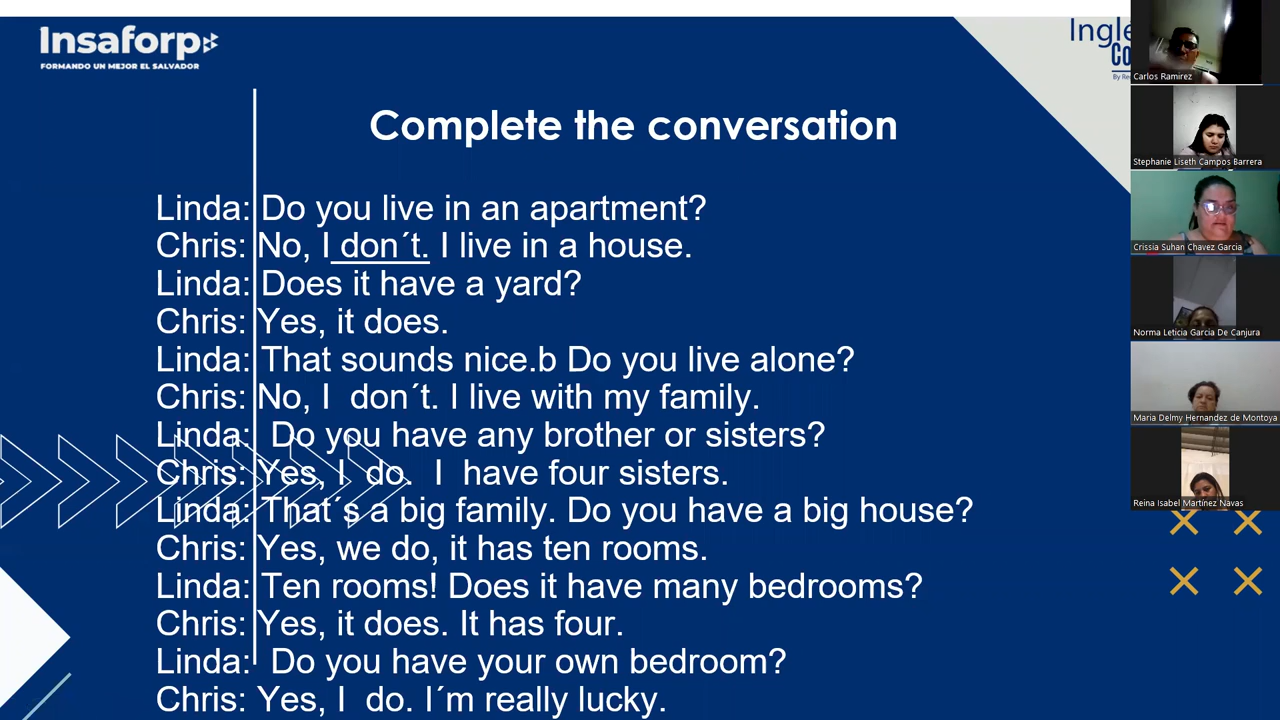 Insaforp
FORMANDO UN MEJOR EL SALVADOR
Complete the conversation
Linda: Do you live in an apartment?
Chris: No, I don´t. I live in a house.
Linda: Does it have a yard?
Chris: Yes, it does.
Linda: That sounds nice.b Do you live alone?
Chris: No, I  don´t. I live with my family.
Linda:  Do you have any brother or sisters?
Chris: Yes, I  do.  I  have four sisters.
Linda: That´s a big family. Do you have a big house?
Chris: Yes, we do, it has ten rooms.
Linda: Ten rooms! Does it have many bedrooms?
Chris: Yes, it does. It has four.
Linda:  Do you have your own bedroom?
Chris: Yes, I  do. I´m really lucky.
Carlos Ramirez
Stephanie Liseth Campos Barrera
Crissia Suhan Chavez Garcia
Norma Leticia Garcia De Canjura
Maria Delmy Hernandez de Montoya
Reina Isabel Martínez Navas